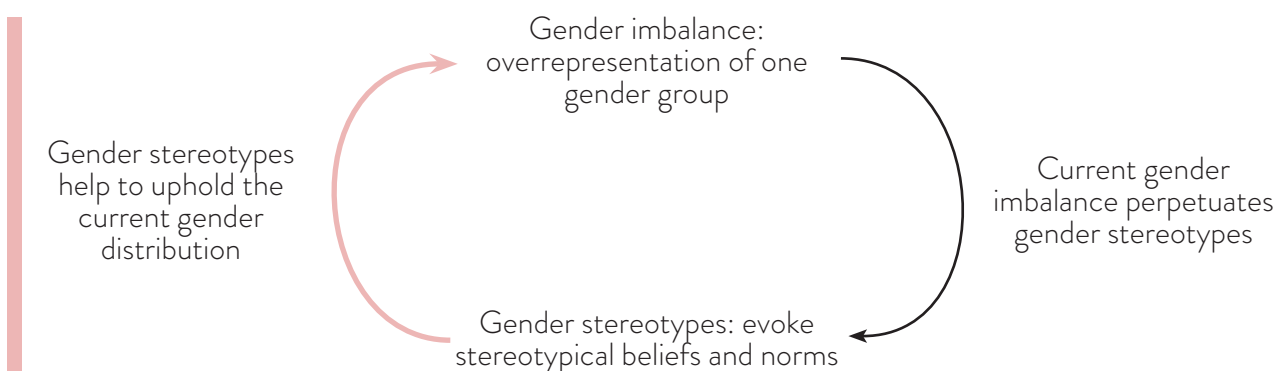 Gender imbalance:
overrepresentation of one
gender group
Gender stereotypes
help to uphold the
current gender
distribution
Current gender
imbalance perpetuates
gender stereotypes
Gender stereotypes: evoke
stereotypical beliefs and norms